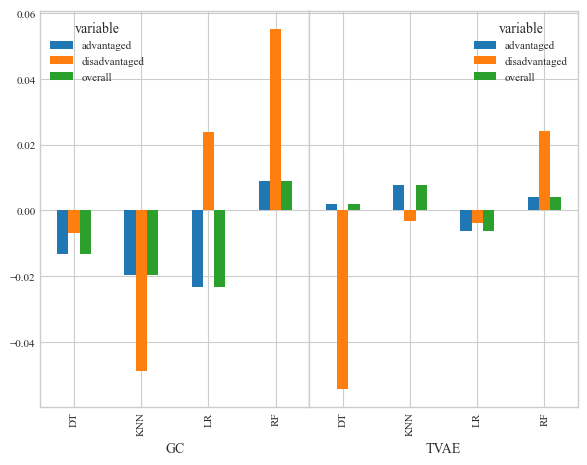 variable
advantaged
disadvantaged
overall
variable
advantaged
disadvantaged
overall
0.06
0.04
0.02
0.00
−0.02
−0.04
DT
KNN
LR
RF
DT
KNN
LR
RF
GC
TVAE